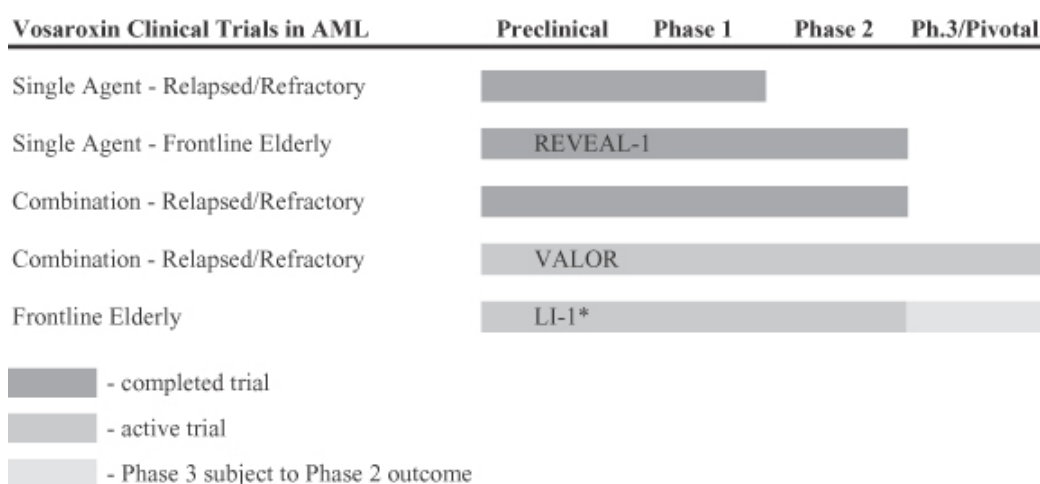 Vosaroxin Clinical Trials in AML Preclinical Phase 1 Phase 2 Ph.3/Pivotal
Single Agent - Relapsed/Refractory
Single Agent - Frontline Elderly REVEAL-1
Combination - Relapsed/Refractory
Combination - Relapsed/Refractory VALOR
Frontline Elderly LI-1*
- completed trial
- active trial
- Phase 3 subject to Phase 2 outcome